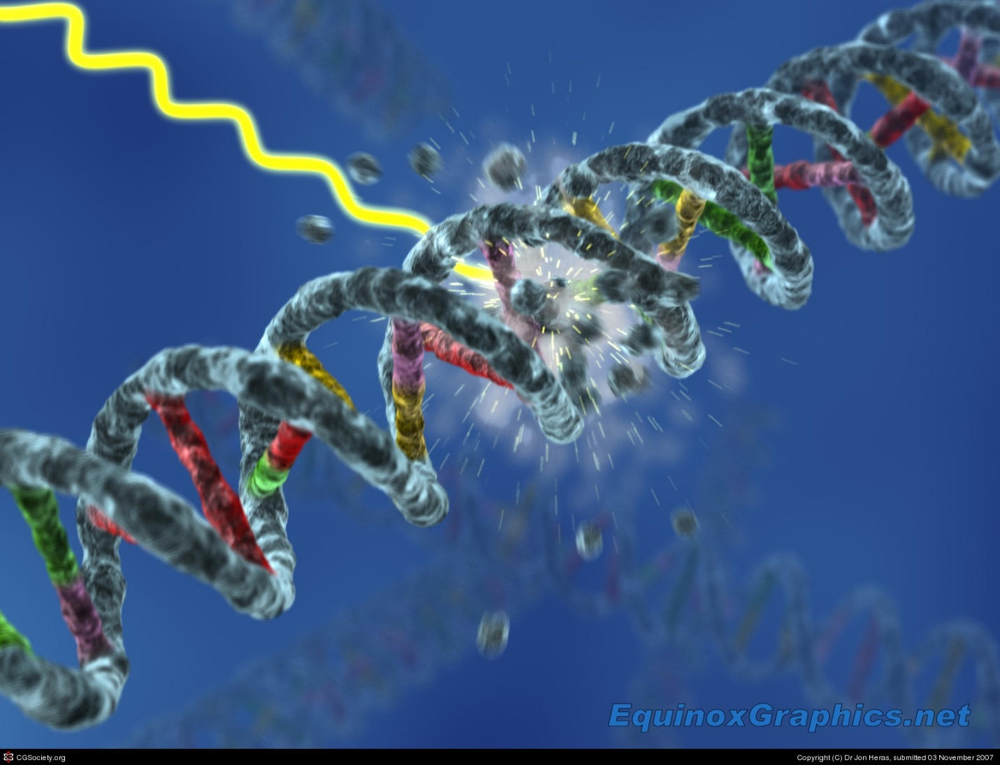 EquinoxGraphics.net
CGSociety.org
Copyright (C) Dr Jon Heras, submitted 03 November 2007